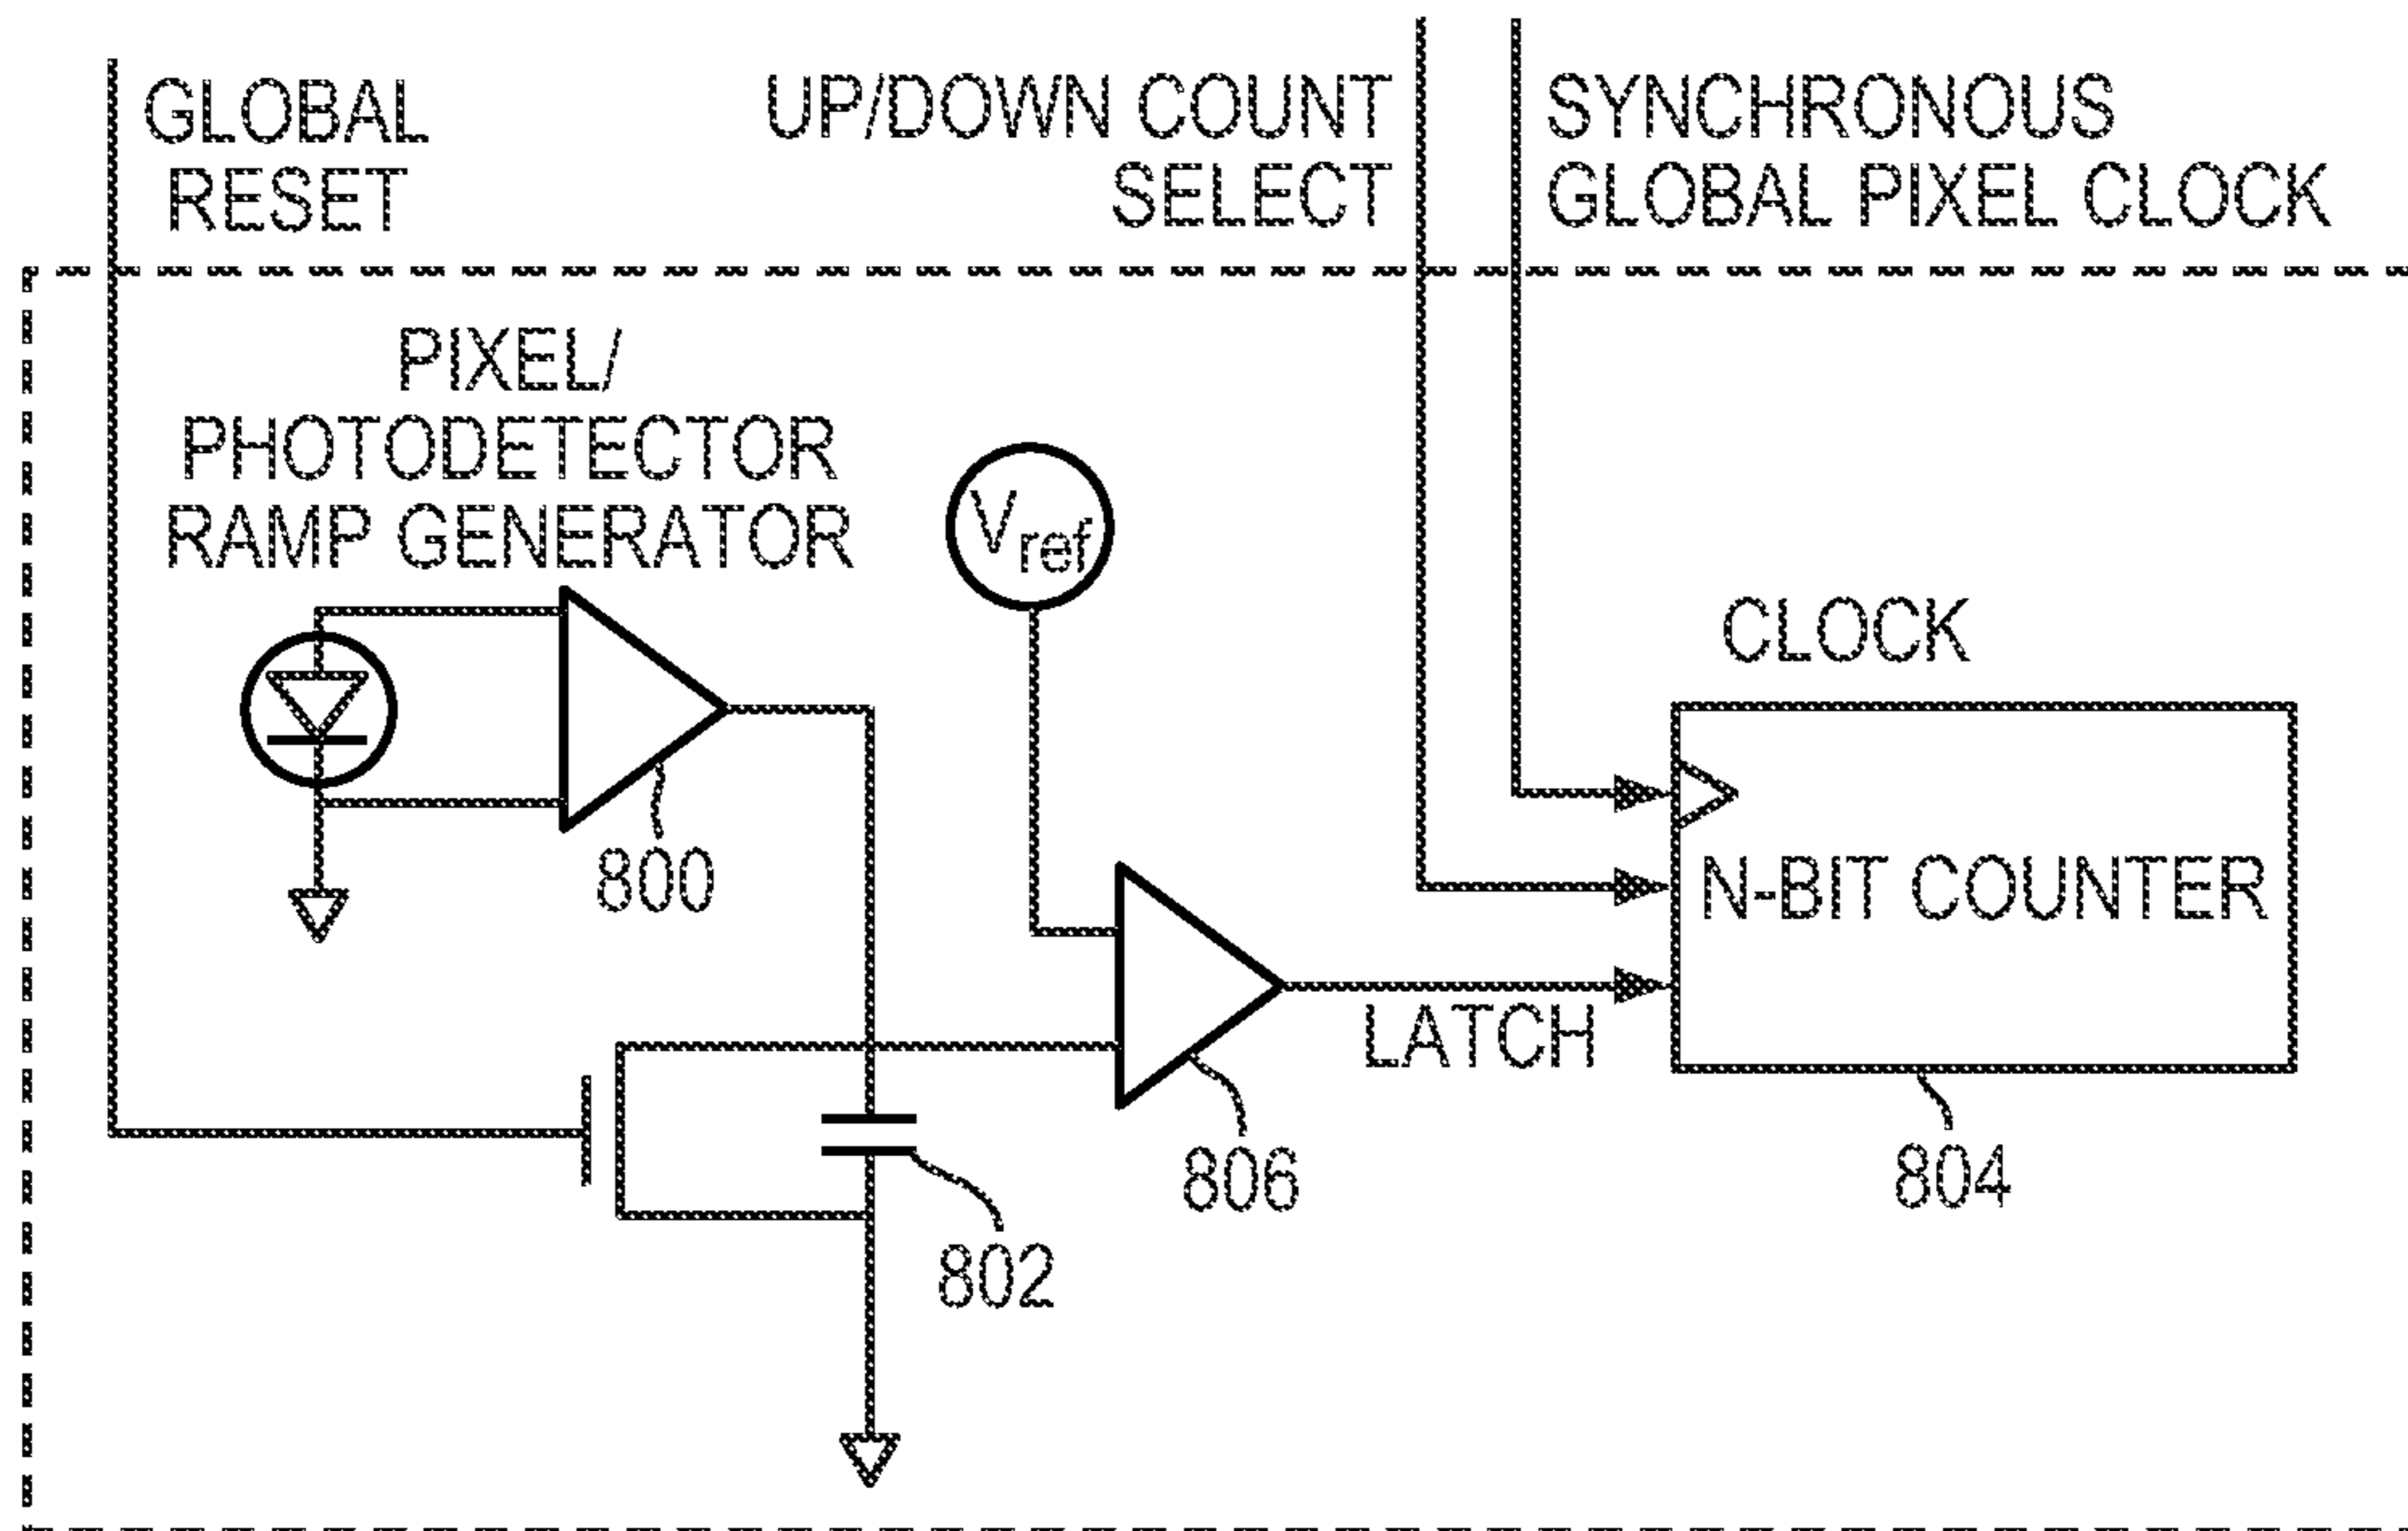 GLOBAL
RESET
UP/DOWN COUNT
SELECT
SYNCHRONOUS
GLOBAL PIXEL CLOCK
PIXEL/
PHOTODETECTOR
RAMP GENERATOR
Vref
CLOCK
800
N-BIT COUNTER
LATCH
806
804
802